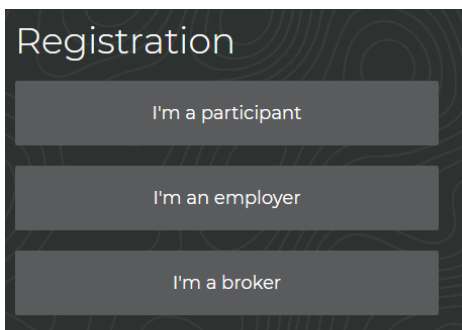 Registration
I'm a participant
I'm an employer
I'm a broker